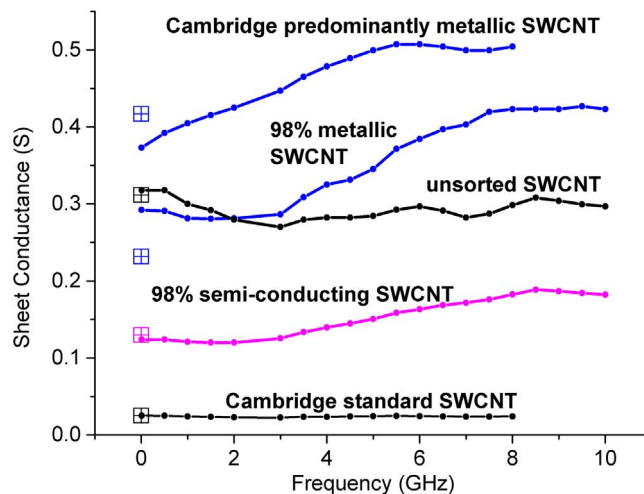 Cambridge predominantly metallic SWCNT
0.5
0.4
98% metallic
SWCNT
unsorted SWCNT
0.3
Sheet Conductance (S)
0.2
98% semi-conducting SWCNT
0.1
Cambridge standard SWCNT
0.0
0 2 4 6 8 10
Frequency (GHz)